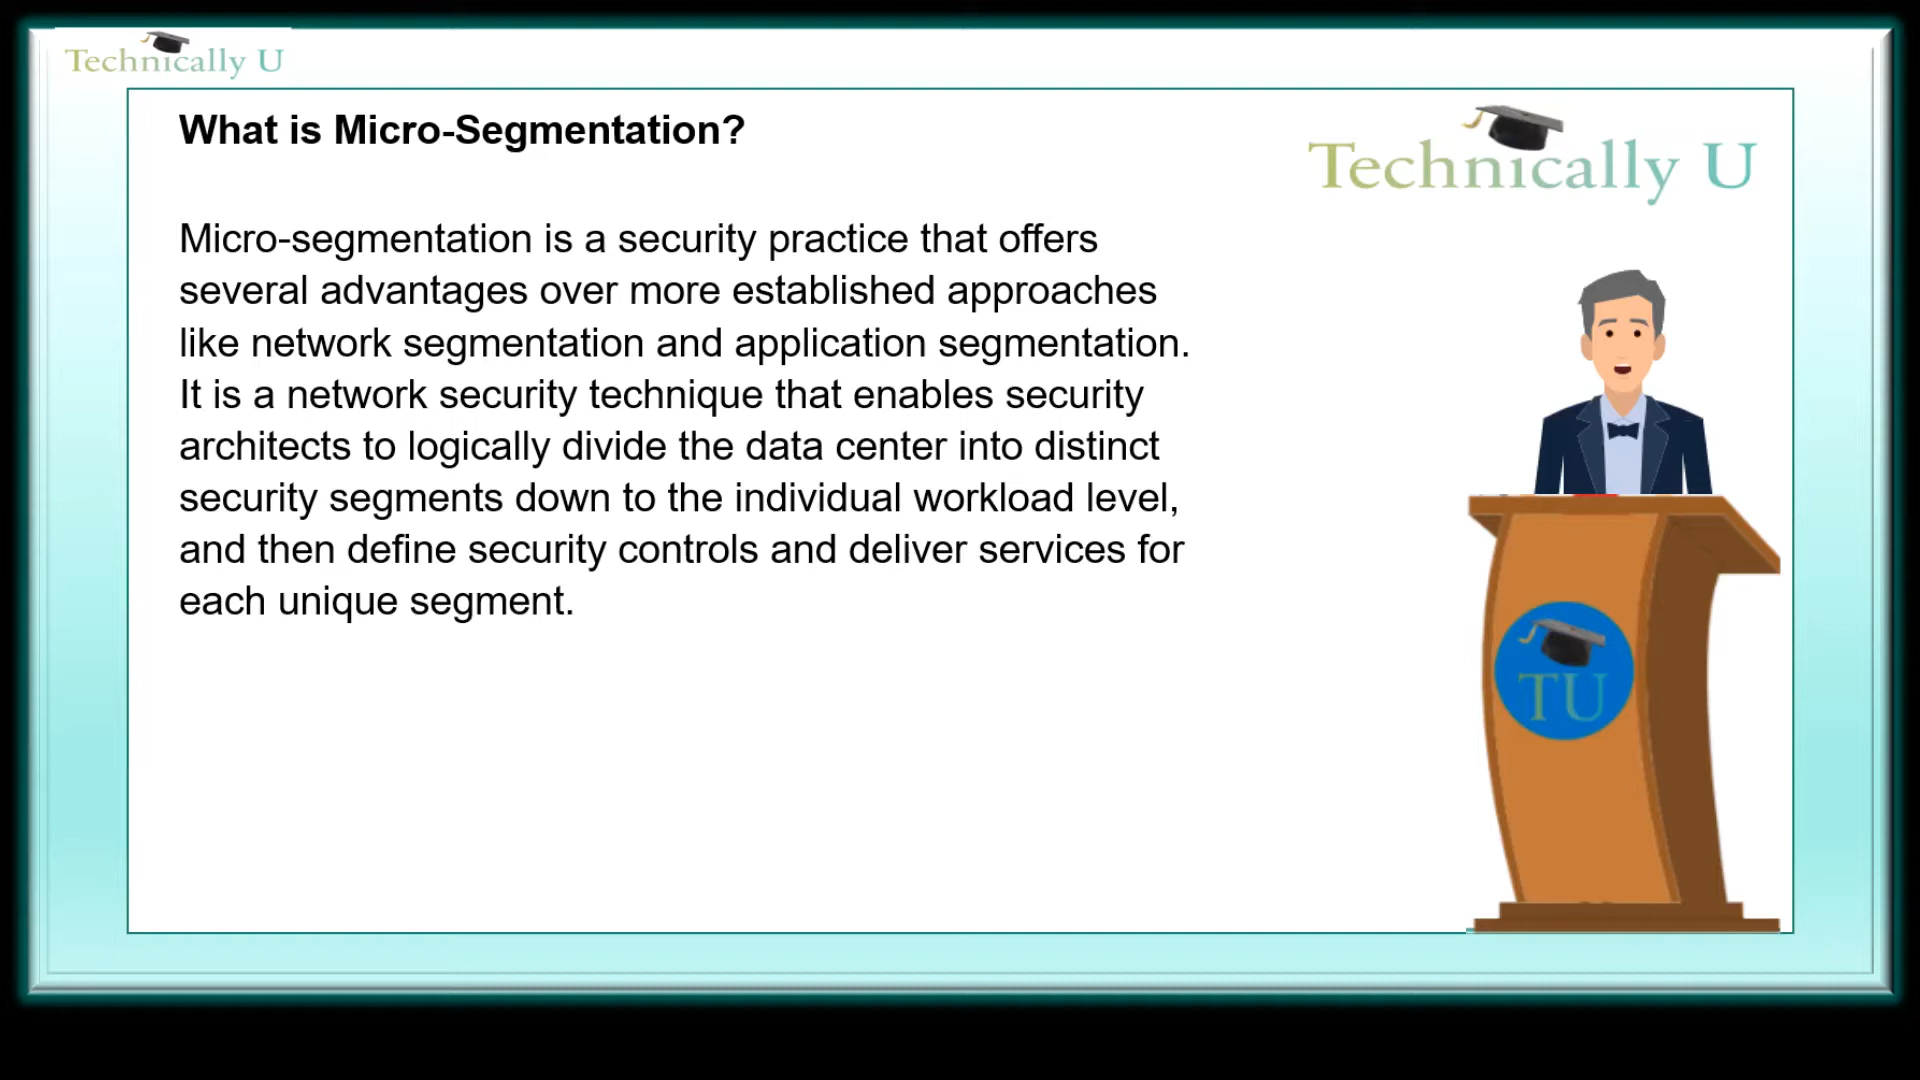 Technically U
What is Micro-Segmentation?
Technically U
Micro-segmentation is a security practice that offers
several advantages over more established approaches
like network segmentation and application segmentation.
It is a network security technique that enables security
architects to logically divide the data center into distinct
security segments down to the individual workload level,
and then define security controls and deliver services for
each unique segment.
TU